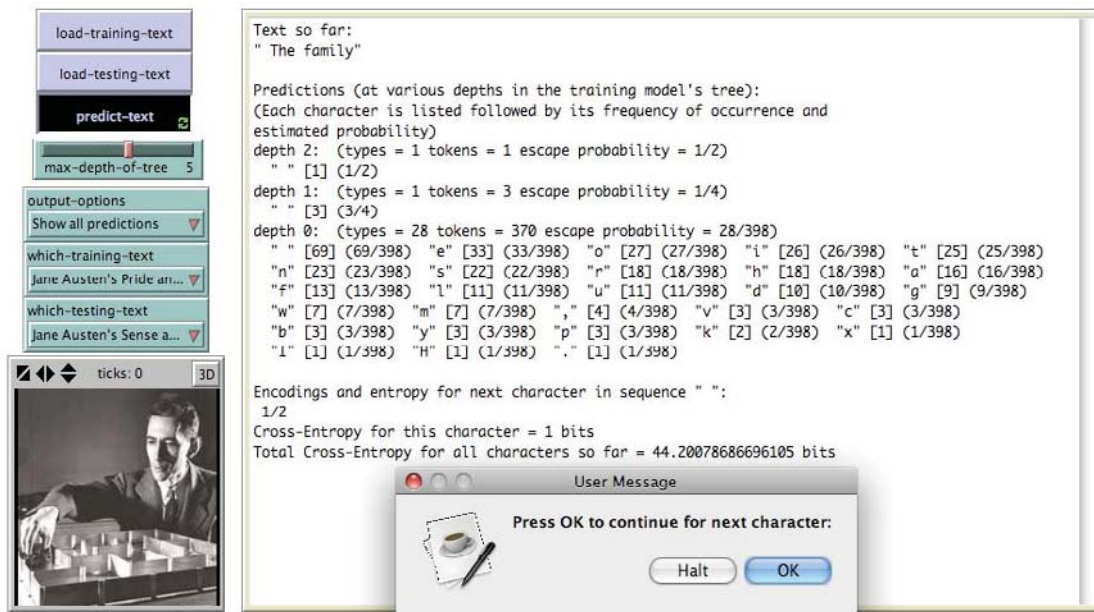 load-training-text
load-testing-text
predict-text
max-depth-of-tree 5
output-options
Show all predictions
which-training-text
Jane Austen's Pride an...
which-testing-text
Jane Austen's Sense a...
ticks: 0 3D
Text so far:
" The family"
Predictions (at various depths in the training model's tree):
(Each character is listed followed by its frequency of occurrence and
estimated probability)
depth 2: (types = 1 tokens = 1 escape probability = 1/2)
" " [1] (1/2)
depth 1: (types = 1 tokens = 3 escape probability = 1/4)
" " [3] (3/4)
depth 0: (types = 28 tokens = 370 escape probability = 28/398)
" " [69] (69/398) "e" [33] (33/398) "o" [27] (27/398) "i" [26] (26/398) "t" [25] (25/398)
"n" [23] (23/398) "s" [22] (22/398) "r" [18] (18/398) "h" [18] (18/398) "a" [16] (16/398)
"f" [13] (13/398) "l" [11] (11/398) "u" [11] (11/398) "d" [10] (10/398) "g" [9] (9/398)
"w" [7] (7/398) "m" [7] (7/398) "," [4] (4/398) "v" [3] (3/398) "c" [3] (3/398)
"b" [3] (3/398) "y" [3] (3/398) "p" [3] (3/398) "k" [2] (2/398) "x" [1] (1/398)
"I" [1] (1/398) "H" [1] (1/398) "." [1] (1/398)
Encodings and entropy for next character in sequence " ":
1/2
Cross-Entropy for this character = 1 bits
Total Cross-Entropy for all characters so far = 44.20078686696105 bits
User Message
Press OK to continue for next character:
Halt OK